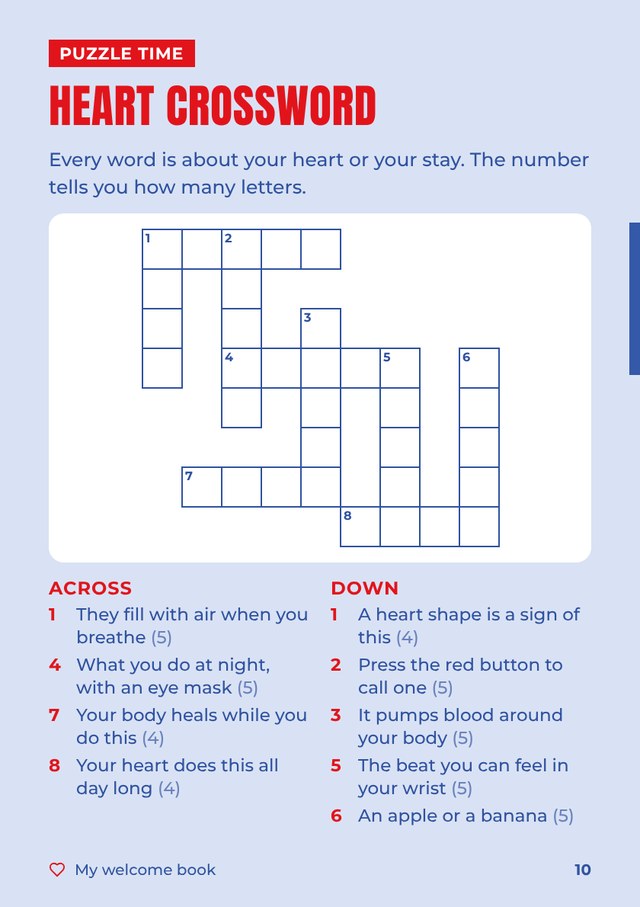 PUZZLE TIME
HEART CROSSWORD
Every word is about your heart or your stay. The number
tells you how many letters.
1
2
3
4
5
6
7
8
ACROSS
1 They fill with air when you
breathe (5)
4 What you do at night,
with an eye mask (5)
7 Your body heals while you
do this (4)
8 Your heart does this all
day long (4)
DOWN
1 A heart shape is a sign of
this (4)
2 Press the red button to
call one (5)
3 It pumps blood around
your body (5)
5 The beat you can feel in
your wrist (5)
6 An apple or a banana (5)
My welcome book
10